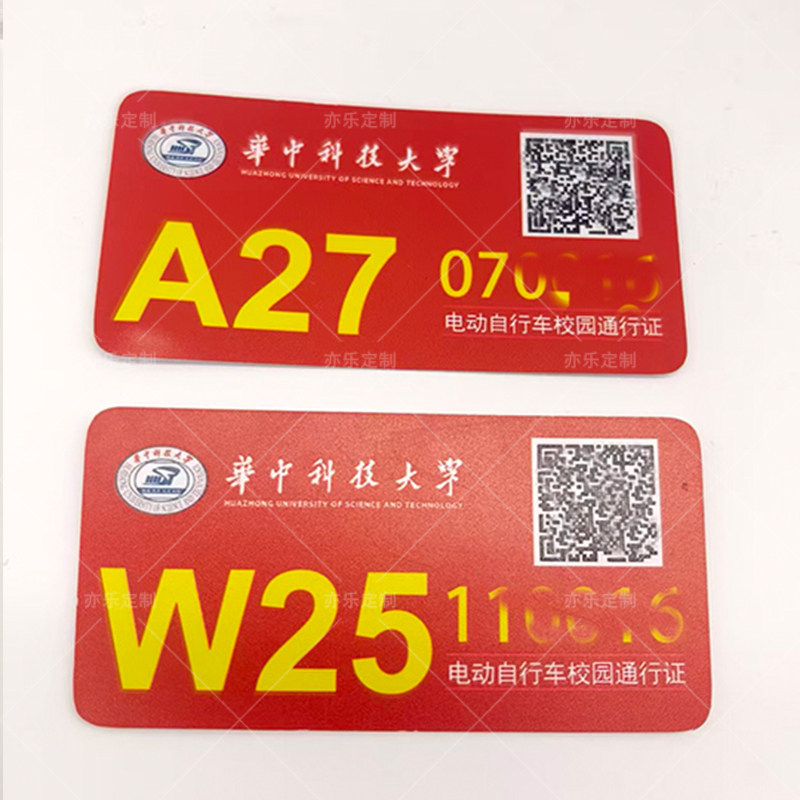 華中科技大学
HUAZHONG UNIVERSITY OF SCIENCE AND TECHNOLOGY
A27
电动自行车校园通行证
華中科技大学
HUAZHONG UNIVERSITY OF SCIENCE AND TECHNOLOGY
W25
电动自行车校园通行证
亦乐定制